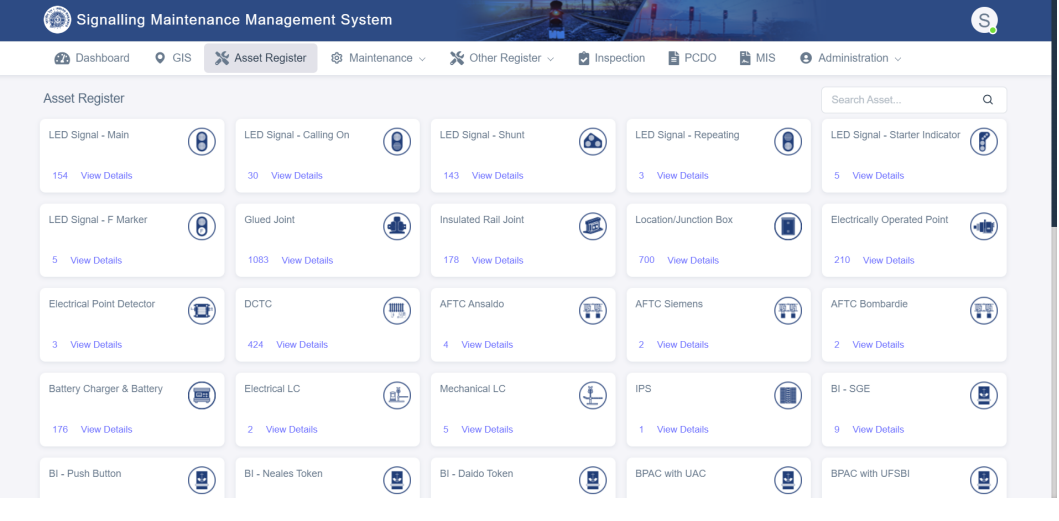 Signalling Maintenance Management System
S
Dashboard GIS Asset Register Maintenance Other Register Inspection PCDO MIS Administration
Asset Register
Search Asset...
LED Signal - Main
154 View Details
LED Signal - Calling On
30 View Details
LED Signal - Shunt
143 View Details
LED Signal - Repeating
3 View Details
LED Signal - Starter Indicator
5 View Details
LED Signal - F Marker
5 View Details
Glued Joint
1083 View Details
Insulated Rail Joint
178 View Details
Location/Junction Box
700 View Details
Electrically Operated Point
210 View Details
Electrical Point Detector
3 View Details
DCTC
424 View Details
AFTC Ansaldo
4 View Details
AFTC Siemens
2 View Details
AFTC Bombardie
2 View Details
Battery Charger & Battery
176 View Details
Electrical LC
2 View Details
Mechanical LC
5 View Details
IPS
1 View Details
BI - SGE
9 View Details
BI - Push Button
BI - Neales Token
BI - Daido Token
BPAC with UAC
BPAC with UFSBI